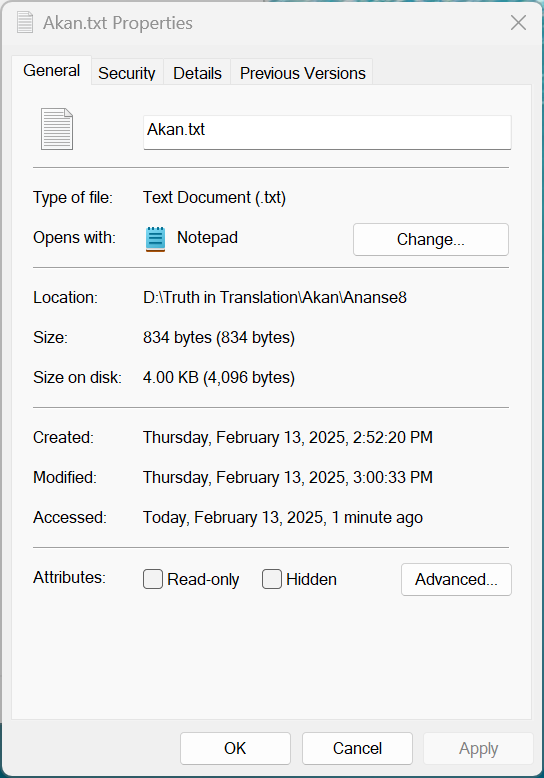 Akan.txt Properties
General Security Details Previous Versions
Akan.txt
Type of file: Text Document (.txt)
Opens with: Notepad Change...
Location: D:\Truth in Translation\Akan\Ananse8
Size: 834 bytes (834 bytes)
Size on disk: 4.00 KB (4,096 bytes)
Created: Thursday, February 13, 2025, 2:52:20 PM
Modified: Thursday, February 13, 2025, 3:00:33 PM
Accessed: Today, February 13, 2025, 1 minute ago
Attributes: Read-only Hidden Advanced...
OK Cancel Apply